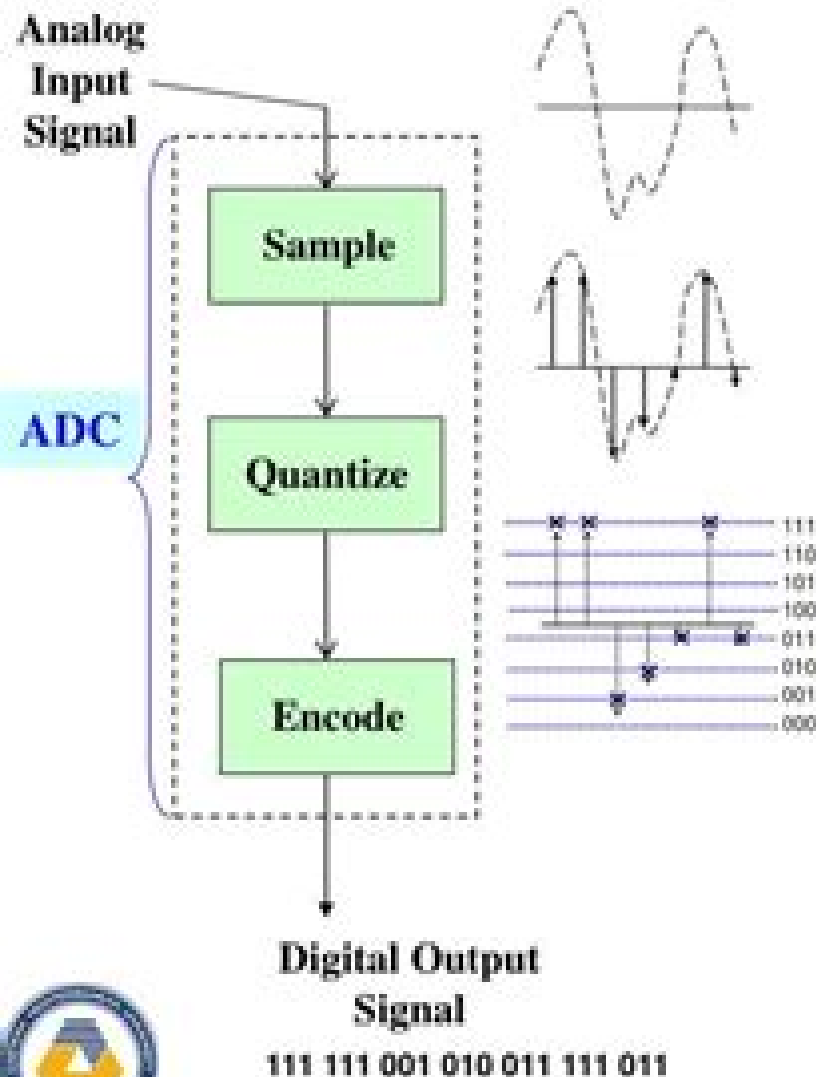 Analog
Input
Signal
Sample
ADC
Quantize
111
110
101
100
011
010
001
000
Encode
Digital Output
Signal
111 111 001 010 011 111 011